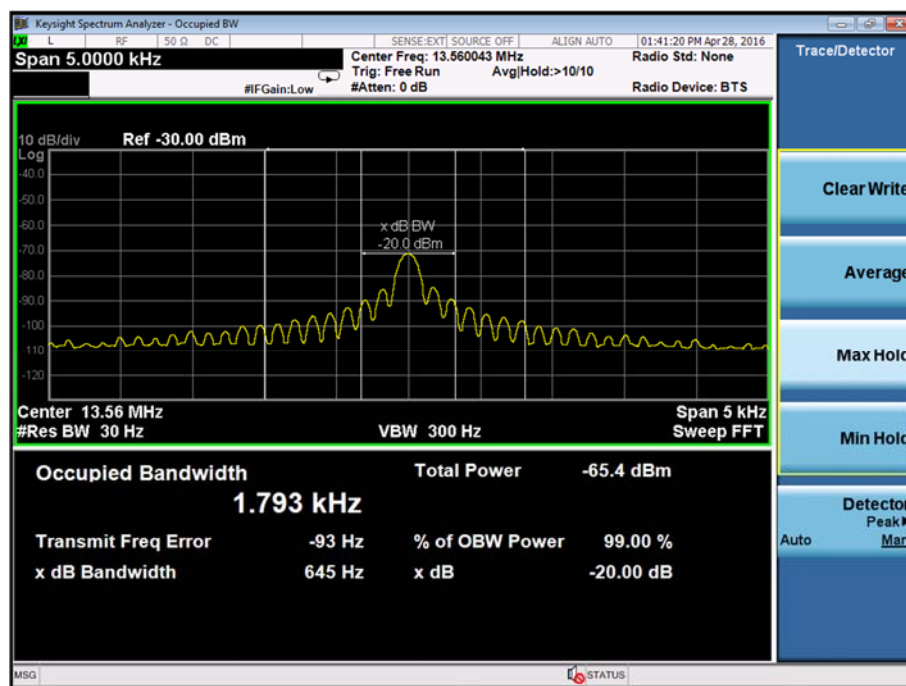 Keysight Spectrum Analyzer - Occupied BW
LXI L RF 50 Ω DC SENSE:EXT SOURCE OFF ALIGN AUTO 01:41:20 PM Apr 28, 2016
Span 5.0000 kHz
Center Freq: 13.560043 MHz Radio Std: None
Trig: Free Run Avg|Hold:>10/10
#IFGain:Low #Atten: 0 dB Radio Device: BTS
10 dB/div Ref -30.00 dBm
Log
-40.0
-50.0
-60.0
-70.0
-80.0
-90.0
-100
-110
-120
x dB BW
-20.0 dBm
Center 13.56 MHz Span 5 kHz
#Res BW 30 Hz VBW 300 Hz Sweep FFT
Occupied Bandwidth Total Power -65.4 dBm
1.793 kHz
Transmit Freq Error -93 Hz % of OBW Power 99.00 %
x dB Bandwidth 645 Hz x dB -20.00 dB
MSG STATUS
Trace/Detector
Clear Write
Average
Max Hold
Min Hold
Detector
Peak
Auto Man